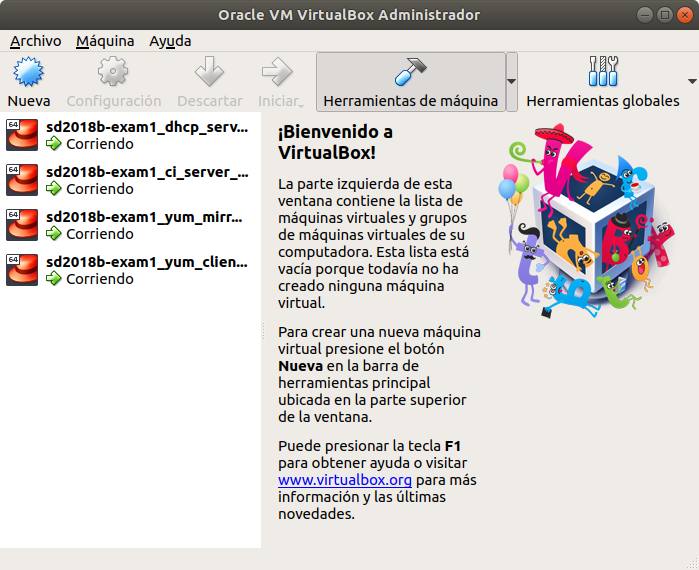 Oracle VM VirtualBox Administrador
Archivo Máquina Ayuda
Nueva Configuración Descartar Iniciar Herramientas de máquina Herramientas globales
64 sd2018b-exam1_dhcp_serv...
Corriendo
64 sd2018b-exam1_ci_server_...
Corriendo
64 sd2018b-exam1_yum_mirr...
Corriendo
64 sd2018b-exam1_yum_clien...
Corriendo
¡Bienvenido a
VirtualBox!
La parte izquierda de esta
ventana contiene la lista de
máquinas virtuales y grupos
de máquinas virtuales de su
computadora. Esta lista está
vacía porque todavía no ha
creado ninguna máquina
virtual.
Para crear una nueva máquina
virtual presione el botón
Nueva en la barra de
herramientas principal
ubicada en la parte superior
de la ventana.
Puede presionar la tecla F1
para obtener ayuda o visitar
www.virtualbox.org para más
información y las últimas
novedades.